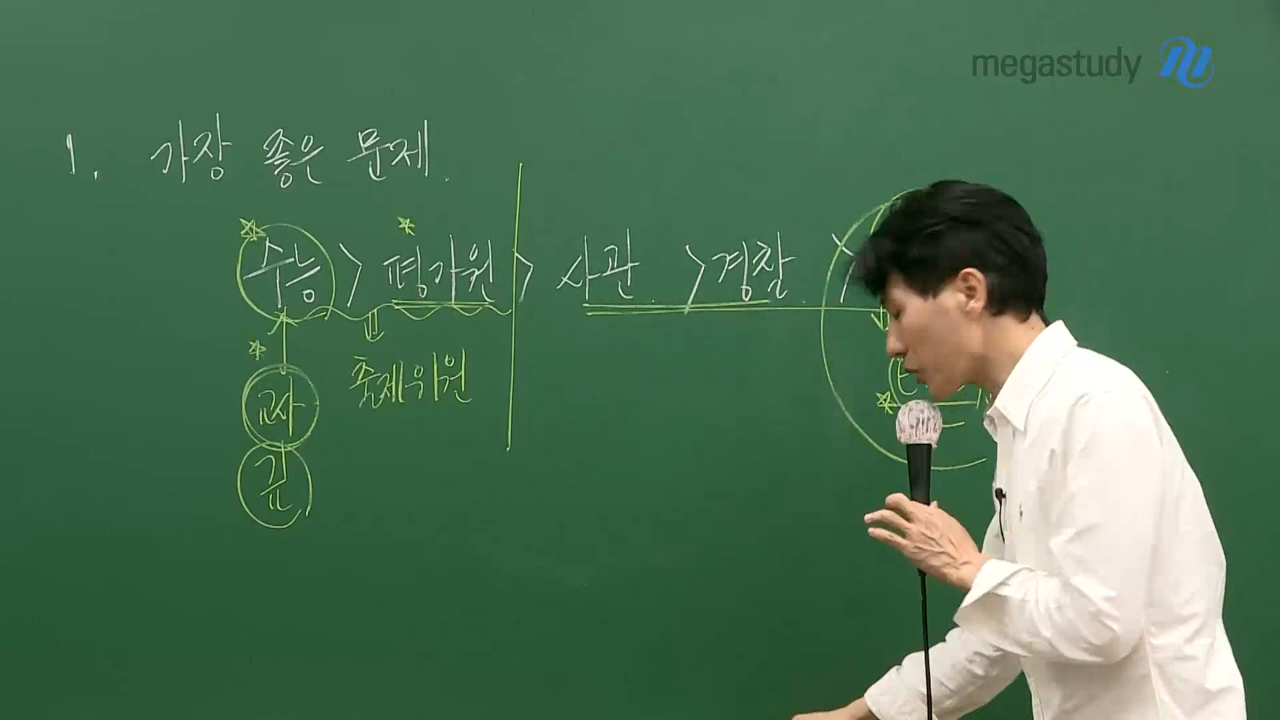 megastudy
1. 가장 좋은 문제.
수능 > 평가원 > 사관 > 경찰 >
출제위원
교사